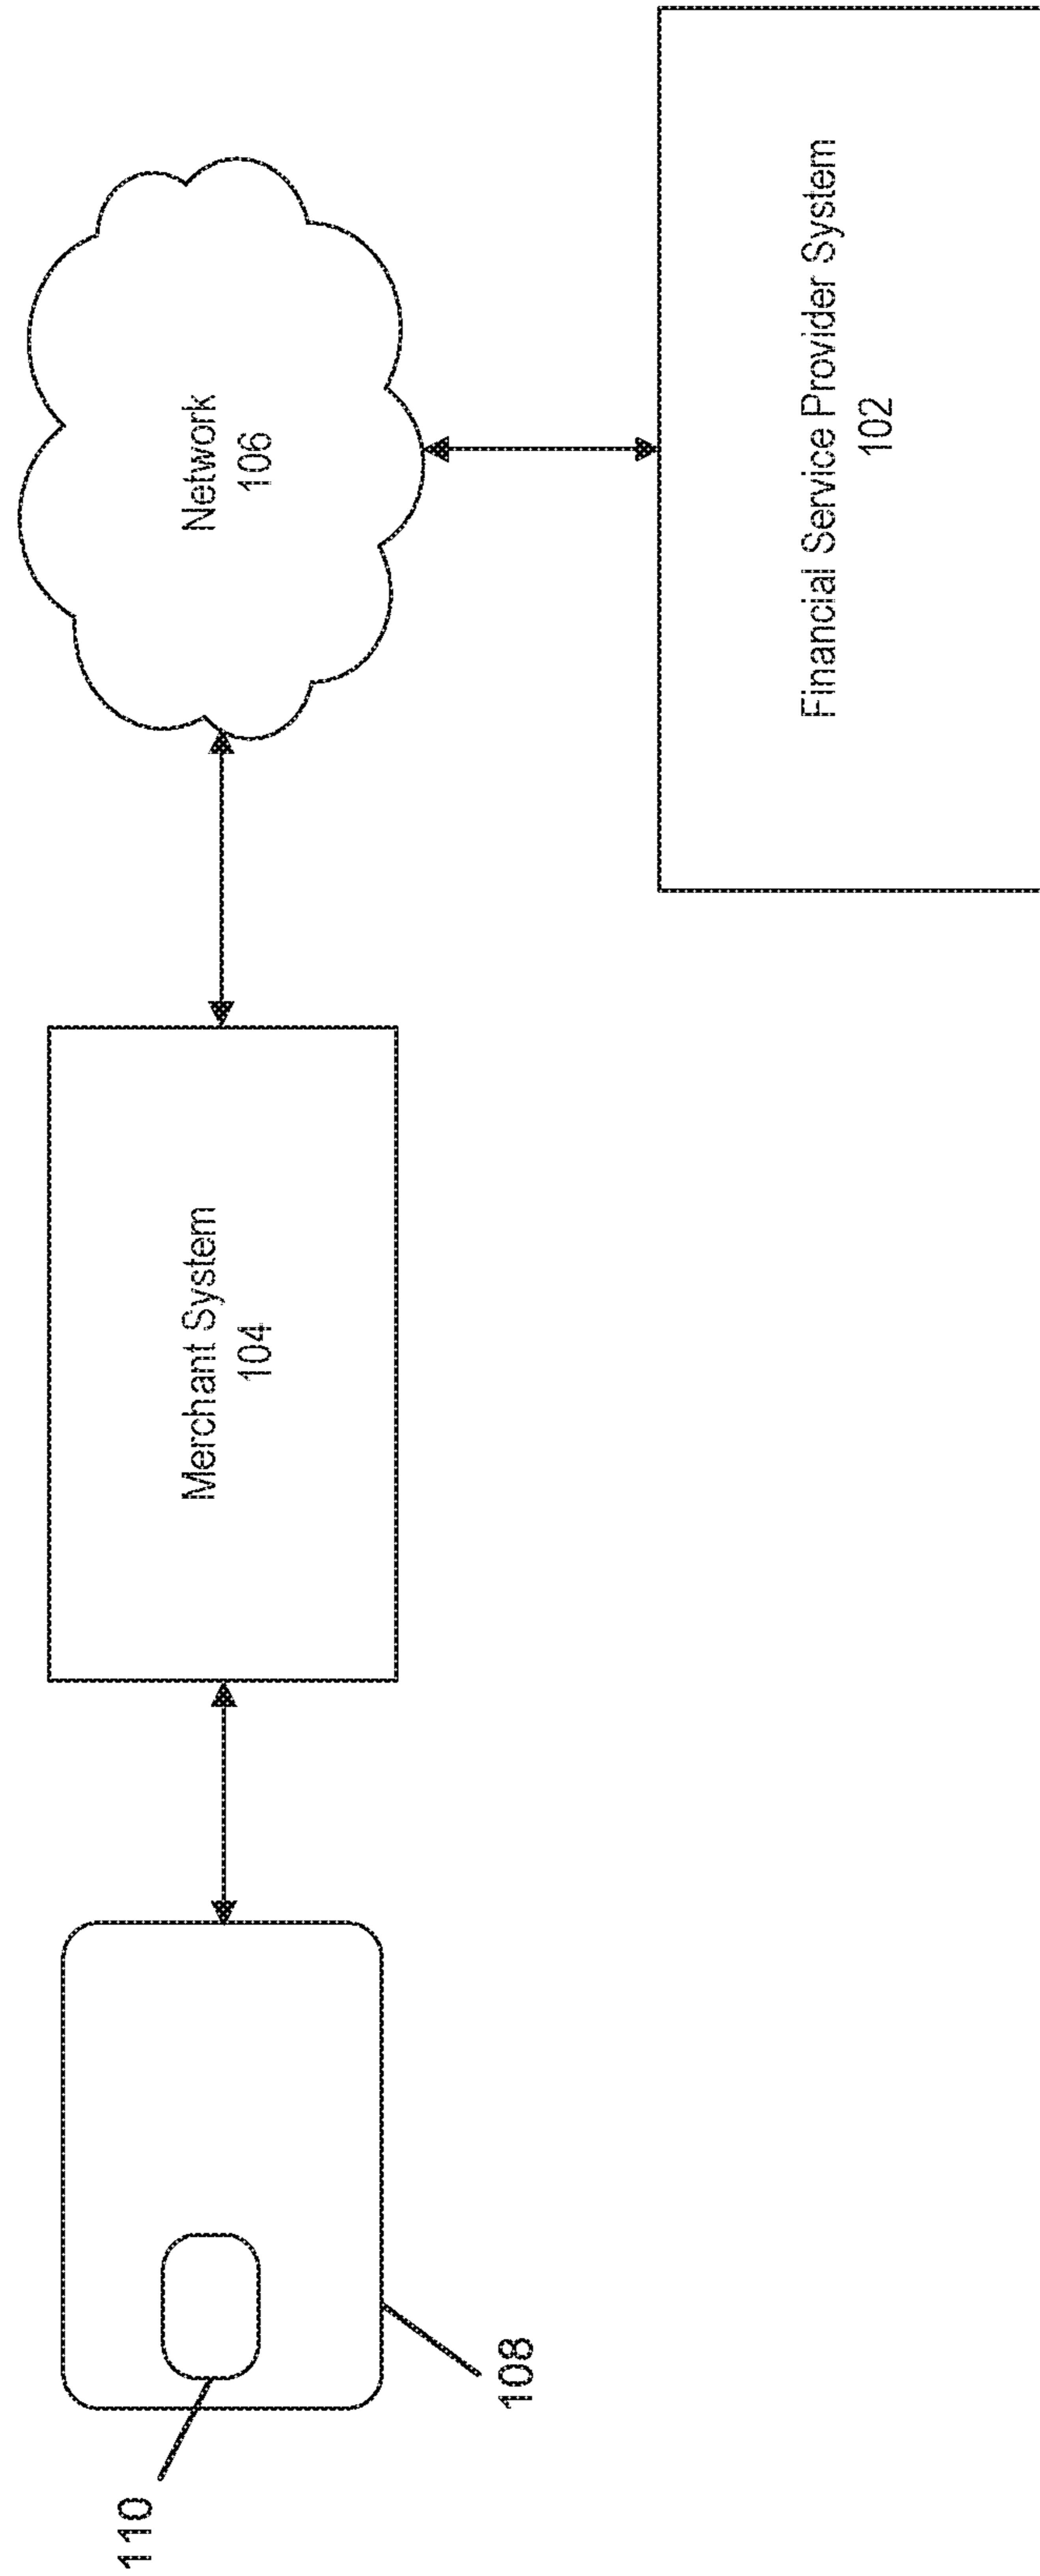 110
108
Merchant System
104
Network
106
Financial Service Provider System
102